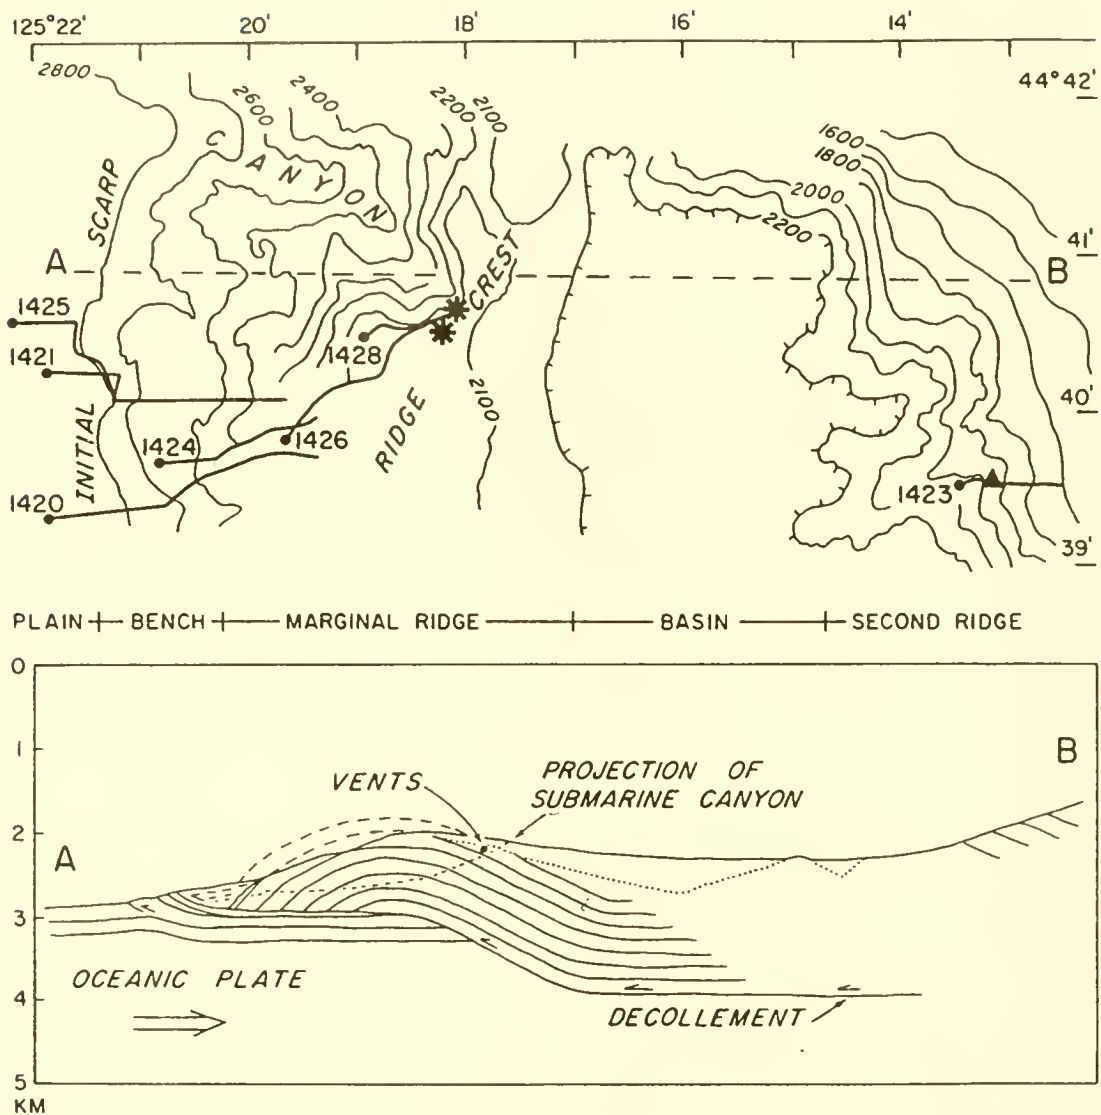 125°22' 20' 18' 16' 14'
44°42'
2800
2600
2400
2200
2100
1600
1800
2000
2200
CANYON
SCARP
41'
A
B
CREST
1425
1421
1428
40'
2100
RIDGE
INITIAL
1424
1426
1423
1420
39'
PLAIN BENCH MARGINAL RIDGE BASIN SECOND RIDGE
0
1
B
VENTS
PROJECTION OF
SUBMARINE CANYON
2
A
3
OCEANIC PLATE
4
DECOLLEMENT
5
KM